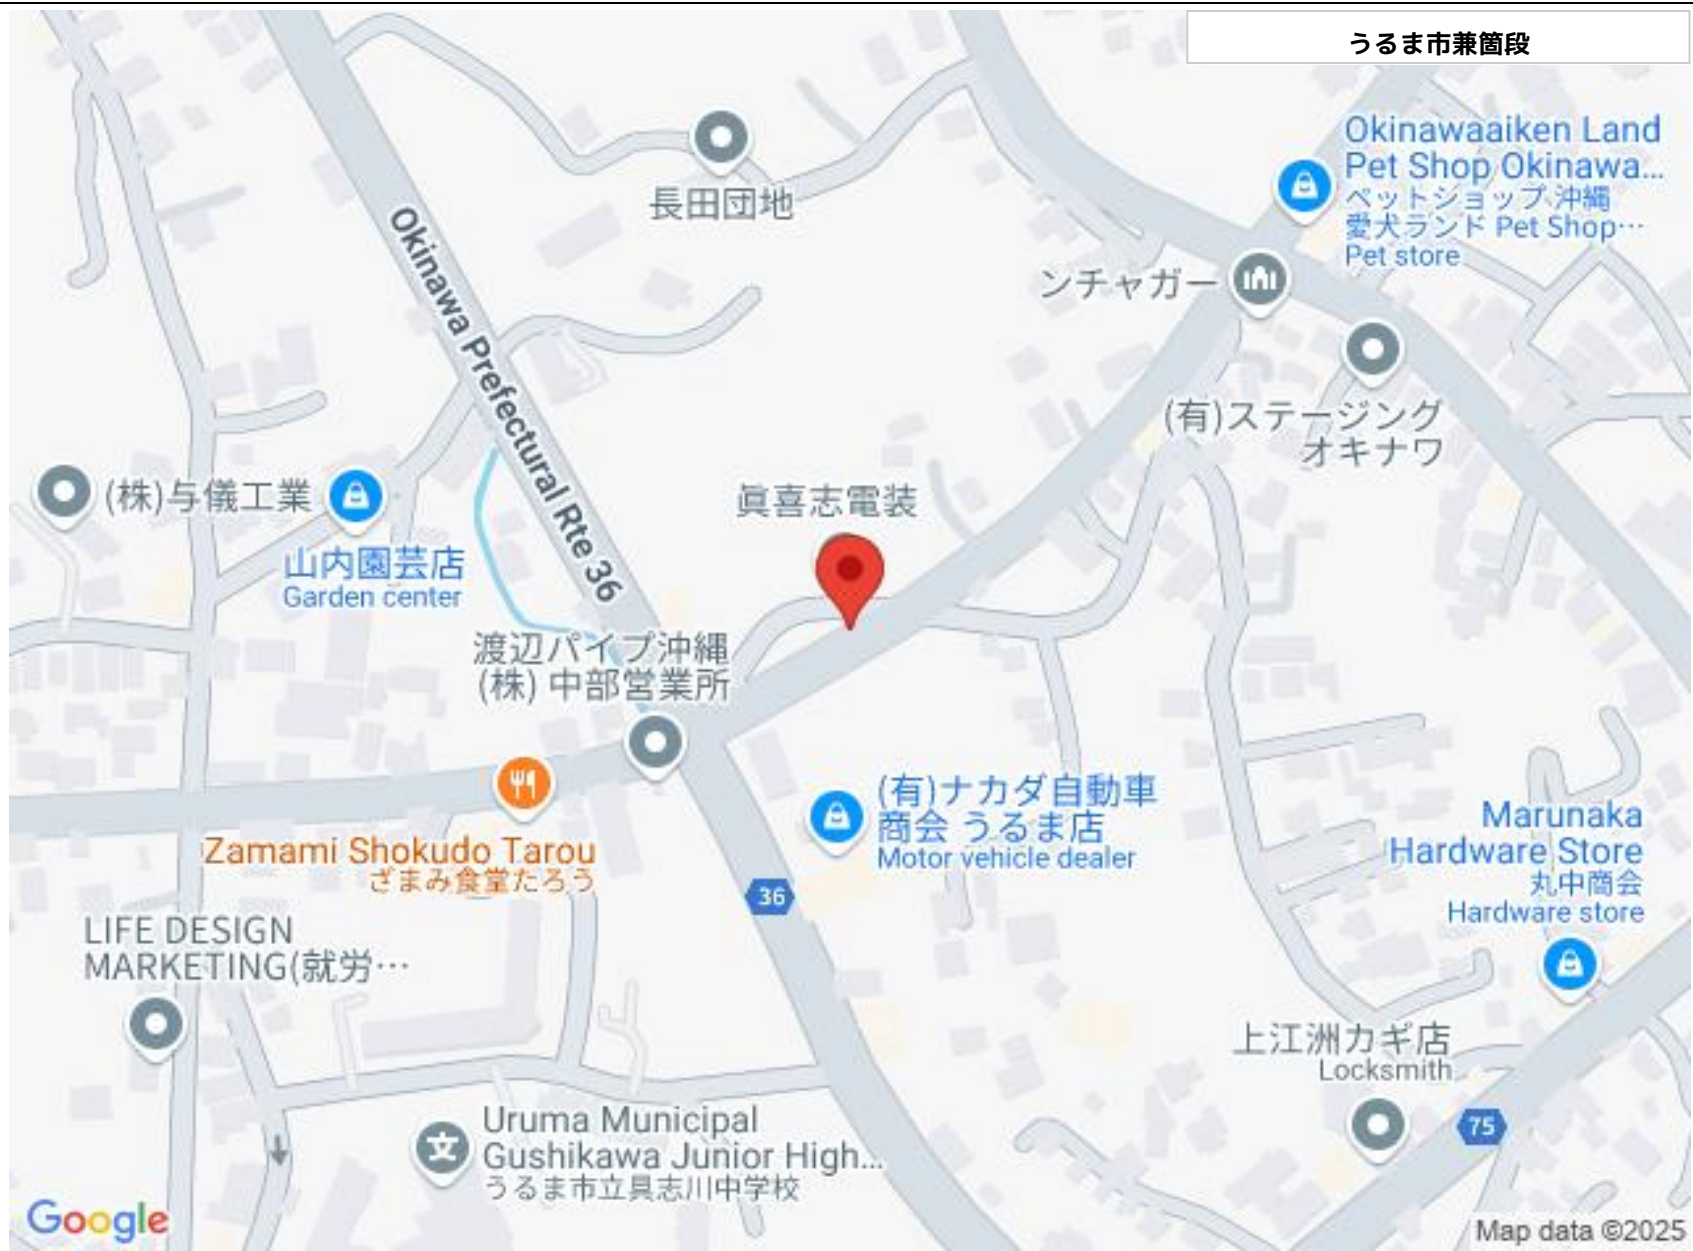 うるま市兼箇段
Okinawaaiken Land
Pet Shop Okinawa...
ペットショップ 沖縄
愛犬ランド Pet Shop…
Pet store
長田団地
Okinawa Prefectural Rte 36
ンチャガー
(有)ステージング
オキナワ
(株)与儀工業
眞喜志電装
山内園芸店
Garden center
渡辺パイプ沖縄
(株) 中部営業所
(有)ナカダ自動車
商会 うるま店
Motor vehicle dealer
Marunaka
Hardware Store
丸中商会
Hardware store
Zamami Shokudo Tarou
ざまみ食堂たろう
36
LIFE DESIGN
MARKETING(就労…
上江洲カギ店
Locksmith
75
文
Uruma Municipal
Gushikawa Junior High...
うるま市立具志川中学校
Google
Map data ©2025